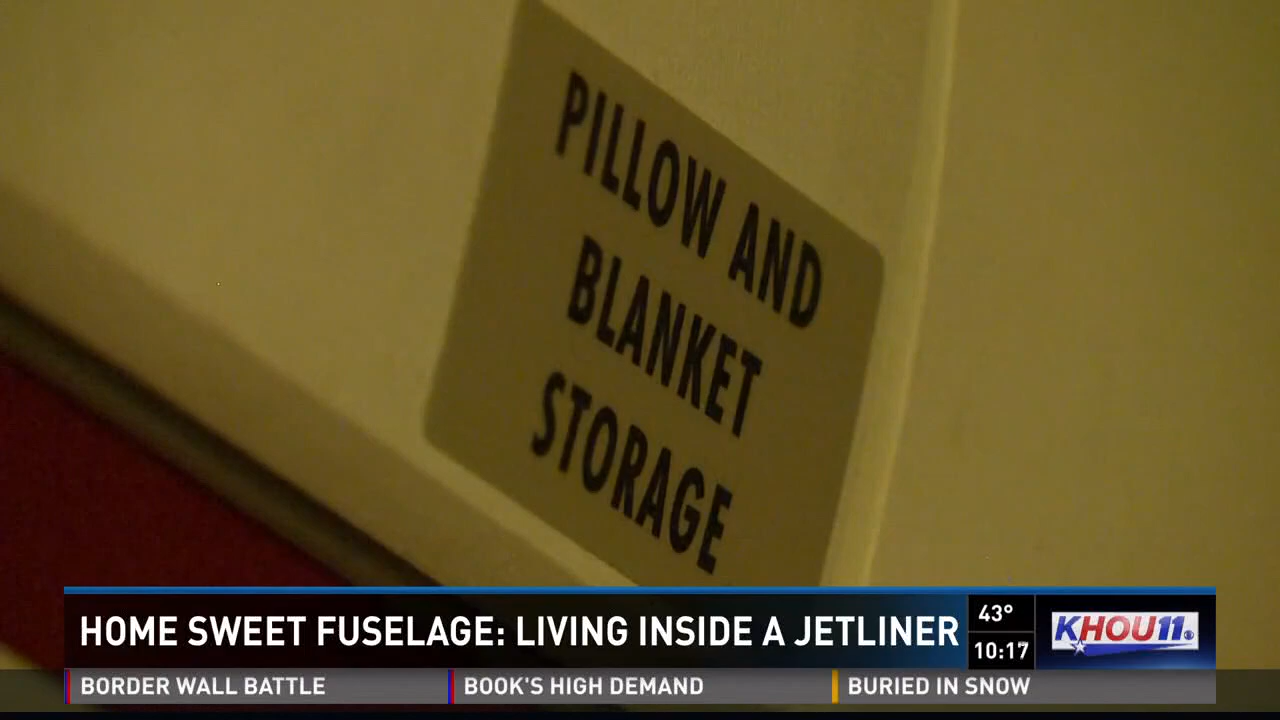 PILLOW AND
BLANKET
STORAGE
HOME SWEET FUSELAGE: LIVING INSIDE A JETLINER
43°
10:17
KHOU11
BORDER WALL BATTLE
BOOK'S HIGH DEMAND
BURIED IN SNOW